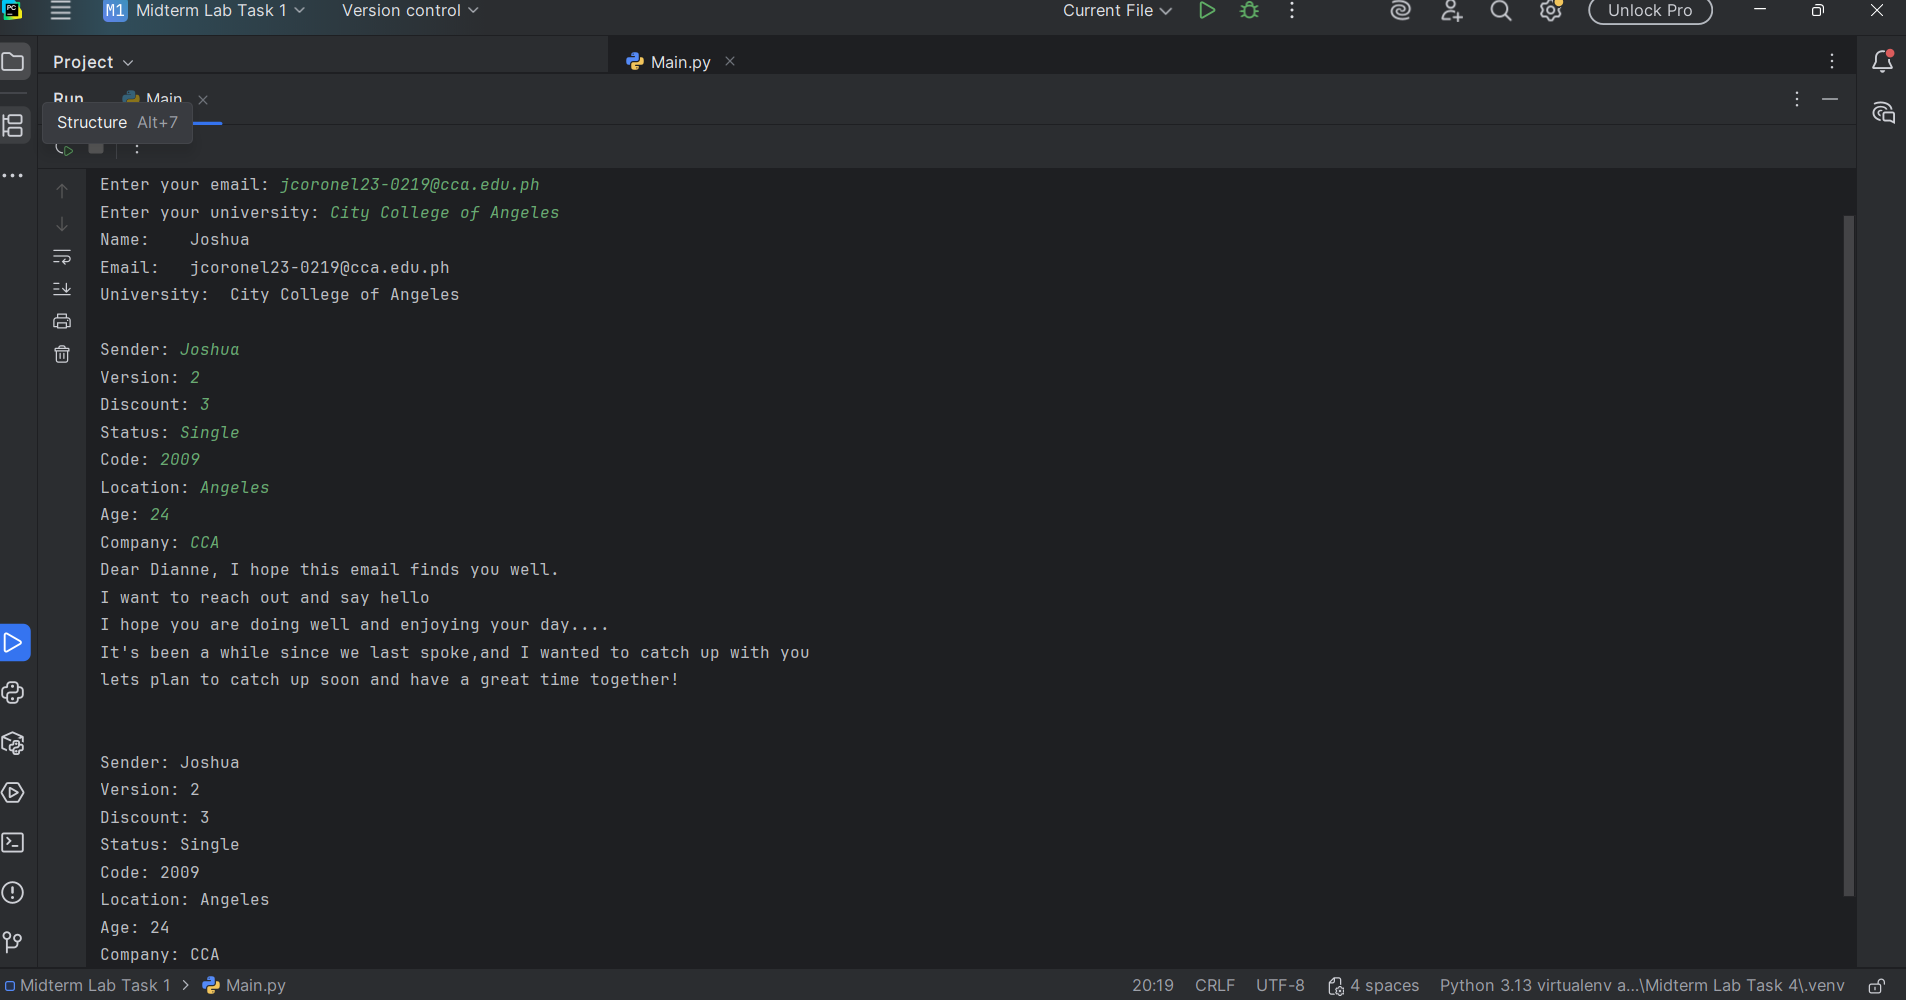 M1 Midterm Lab Task 1 Version control Current File Unlock Pro
Project Main.py
Run Main
Structure Alt+7
Enter your email: jcoronel23-0219@cca.edu.ph
Enter your university: City College of Angeles
Name:    Joshua
Email:   jcoronel23-0219@cca.edu.ph
University:  City College of Angeles
Sender: Joshua
Version: 2
Discount: 3
Status: Single
Code: 2009
Location: Angeles
Age: 24
Company: CCA
Dear Dianne, I hope this email finds you well.
I want to reach out and say hello
I hope you are doing well and enjoying your day....
It's been a while since we last spoke,and I wanted to catch up with you
lets plan to catch up soon and have a great time together!
Sender: Joshua
Version: 2
Discount: 3
Status: Single
Code: 2009
Location: Angeles
Age: 24
Company: CCA
Midterm Lab Task 1 > Main.py 20:19 CRLF UTF-8 4 spaces Python 3.13 virtualenv a...\Midterm Lab Task 4\.venv